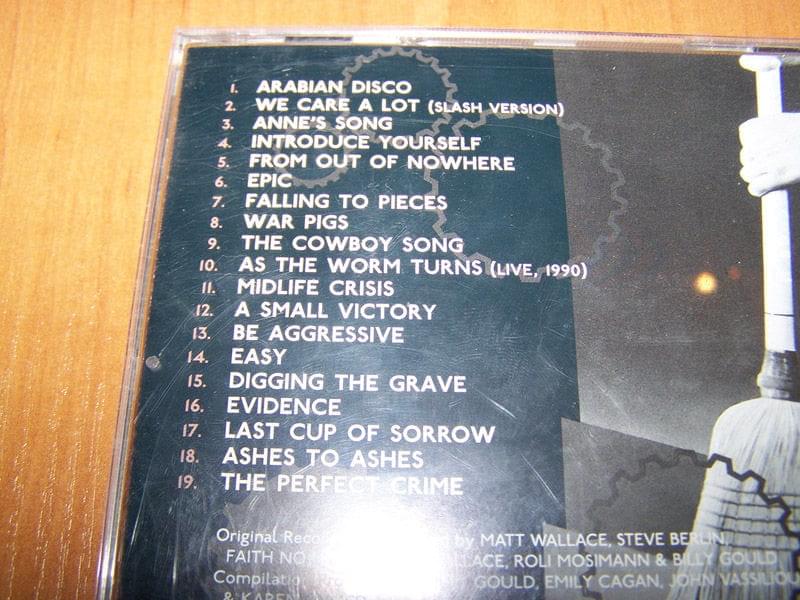 1. ARABIAN DISCO
2. WE CARE A LOT (SLASH VERSION)
3. ANNE'S SONG
4. INTRODUCE YOURSELF
5. FROM OUT OF NOWHERE
6. EPIC
7. FALLING TO PIECES
8. WAR PIGS
9. THE COWBOY SONG
10. AS THE WORM TURNS (LIVE, 1990)
11. MIDLIFE CRISIS
12. A SMALL VICTORY
13. BE AGGRESSIVE
14. EASY
15. DIGGING THE GRAVE
16. EVIDENCE
17. LAST CUP OF SORROW
18. ASHES TO ASHES
19. THE PERFECT CRIME
Original by MATT WALLACE, STEVE BERLIN,
FAITH NO ROLI MOSIMANN & BILLY GOULD
GOULD, EMILY CAGAN,
&